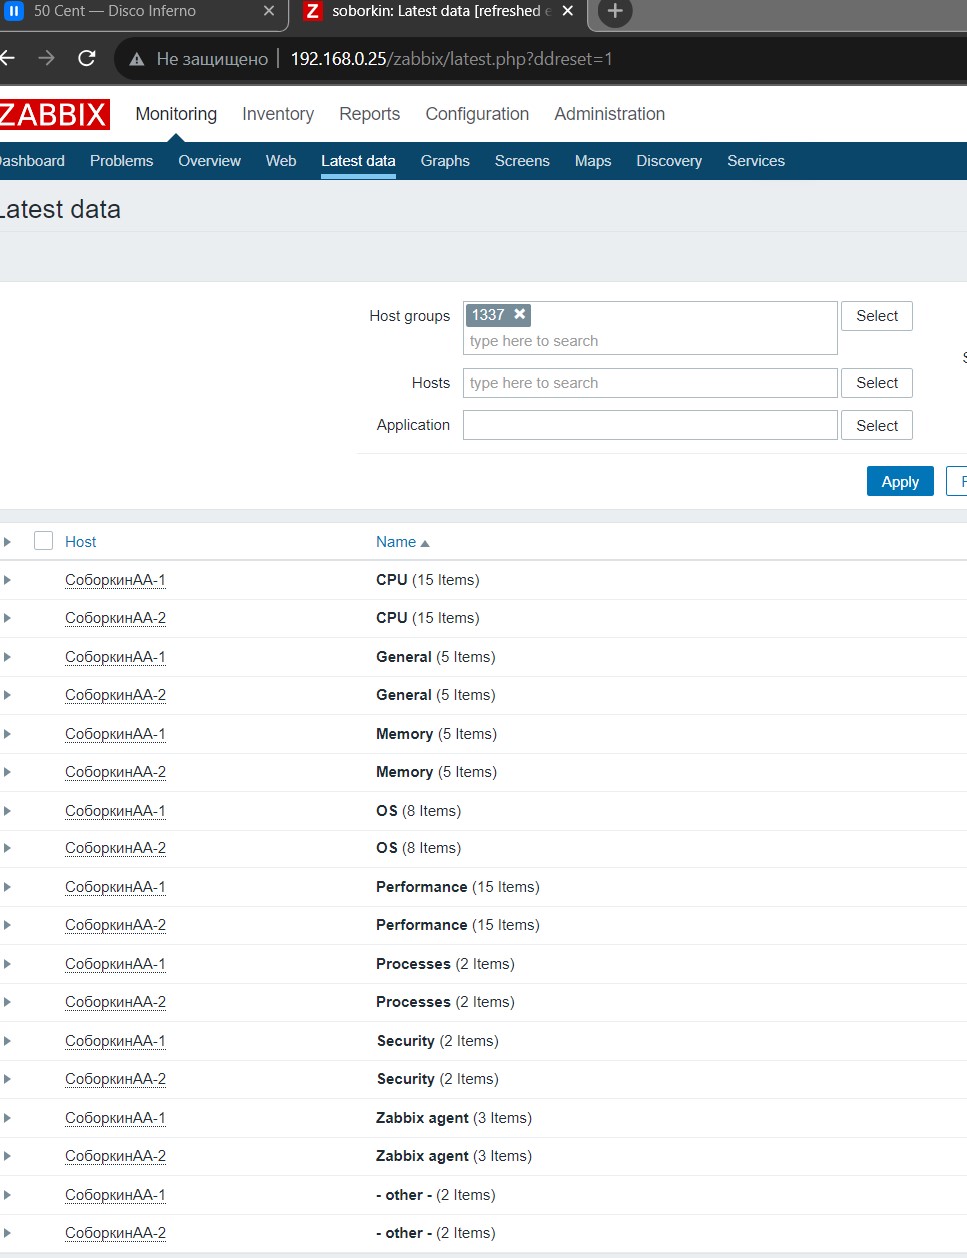 50 Cent — Disco Inferno
soborkin: Latest data [refreshed e
Не защищено 192.168.0.25/zabbix/latest.php?ddreset=1
ZABBIX Monitoring Inventory Reports Configuration Administration
ashboard Problems Overview Web Latest data Graphs Screens Maps Discovery Services
Latest data
Host groups 1337 Select
type here to search
Hosts type here to search Select
Application Select
Apply
Host Name
СоборкинАА-1 CPU (15 Items)
СоборкинАА-2 CPU (15 Items)
СоборкинАА-1 General (5 Items)
СоборкинАА-2 General (5 Items)
СоборкинАА-1 Memory (5 Items)
СоборкинАА-2 Memory (5 Items)
СоборкинАА-1 OS (8 Items)
СоборкинАА-2 OS (8 Items)
СоборкинАА-1 Performance (15 Items)
СоборкинАА-2 Performance (15 Items)
СоборкинАА-1 Processes (2 Items)
СоборкинАА-2 Processes (2 Items)
СоборкинАА-1 Security (2 Items)
СоборкинАА-2 Security (2 Items)
СоборкинАА-1 Zabbix agent (3 Items)
СоборкинАА-2 Zabbix agent (3 Items)
СоборкинАА-1 - other - (2 Items)
СоборкинАА-2 - other - (2 Items)